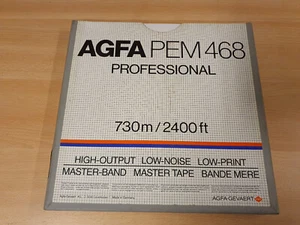 AGFA PEM 468
PROFESSIONAL
730m/2400ft
HIGH-OUTPUT LOW-NOISE LOW-PRINT
MASTER-BAND MASTER TAPE BANDE MERE
AGFA-GEVAERT